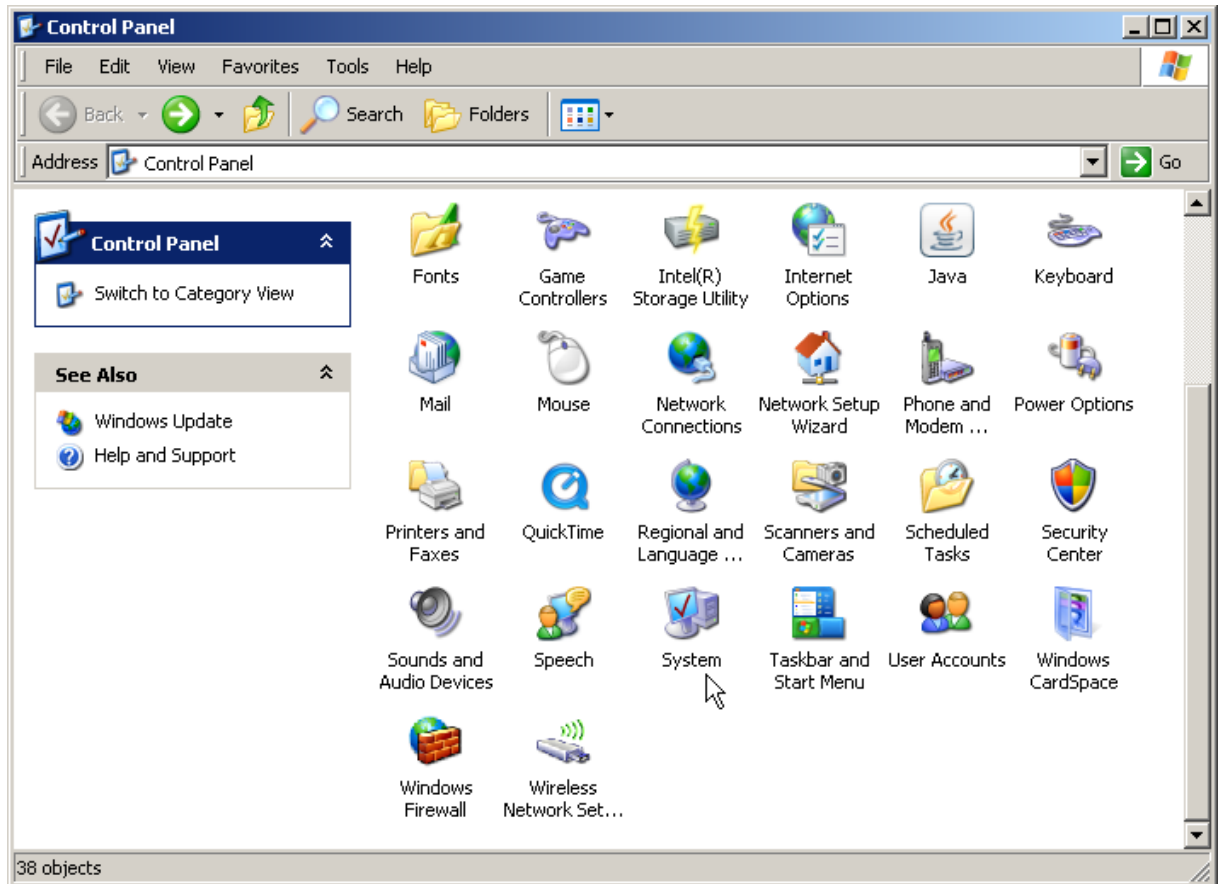 Control Panel
File Edit View Favorites Tools Help
Back Search Folders
Address Control Panel Go
Control Panel
Switch to Category View
See Also
Windows Update
Help and Support
Fonts
Game
Controllers
Intel(R)
Storage Utility
Internet
Options
Java
Keyboard
Mail
Mouse
Network
Connections
Network Setup
Wizard
Phone and
Modem ...
Power Options
Printers and
Faxes
QuickTime
Regional and
Language ...
Scanners and
Cameras
Scheduled
Tasks
Security
Center
Sounds and
Audio Devices
Speech
System
Taskbar and
Start Menu
User Accounts
Windows
CardSpace
Windows
Firewall
Wireless
Network Set...
38 objects